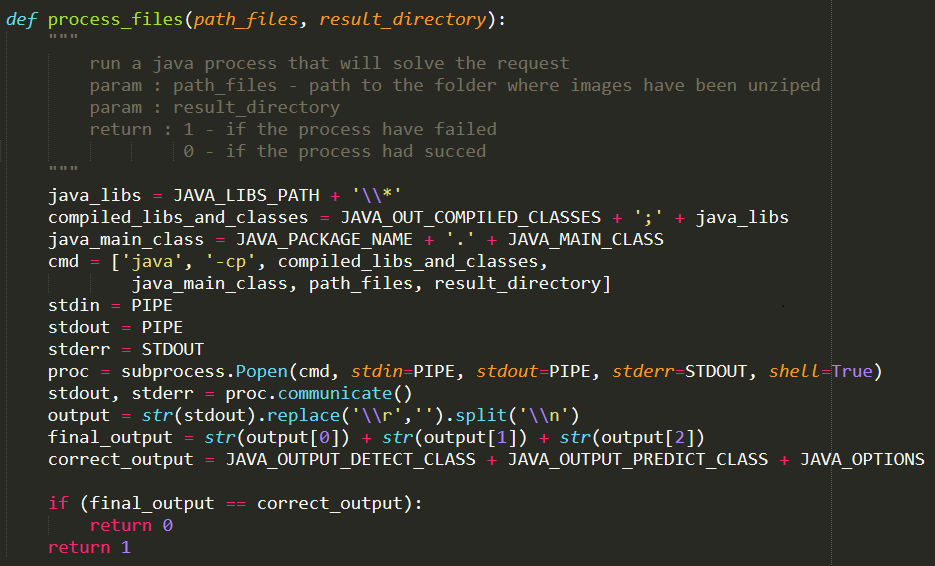 def process_files(path_files, result_directory):
    """
        run a java process that will solve the request
        param : path_files - path to the folder where images have been unziped
        param : result_directory
        return : 1 - if the process have failed
                 0 - if the process had succed
    """
    java_libs = JAVA_LIBS_PATH + '\\*'
    compiled_libs_and_classes = JAVA_OUT_COMPILED_CLASSES + ';' + java_libs
    java_main_class = JAVA_PACKAGE_NAME + '.' + JAVA_MAIN_CLASS
    cmd = ['java', '-cp', compiled_libs_and_classes,
            java_main_class, path_files, result_directory]
    stdin = PIPE
    stdout = PIPE
    stderr = STDOUT
    proc = subprocess.Popen(cmd, stdin=PIPE, stdout=PIPE, stderr=STDOUT, shell=True)
    stdout, stderr = proc.communicate()
    output = str(stdout).replace('\\r','').split('\\n')
    final_output = str(output[0]) + str(output[1]) + str(output[2])
    correct_output = JAVA_OUTPUT_DETECT_CLASS + JAVA_OUTPUT_PREDICT_CLASS + JAVA_OPTIONS

    if (final_output == correct_output):
        return 0
    return 1